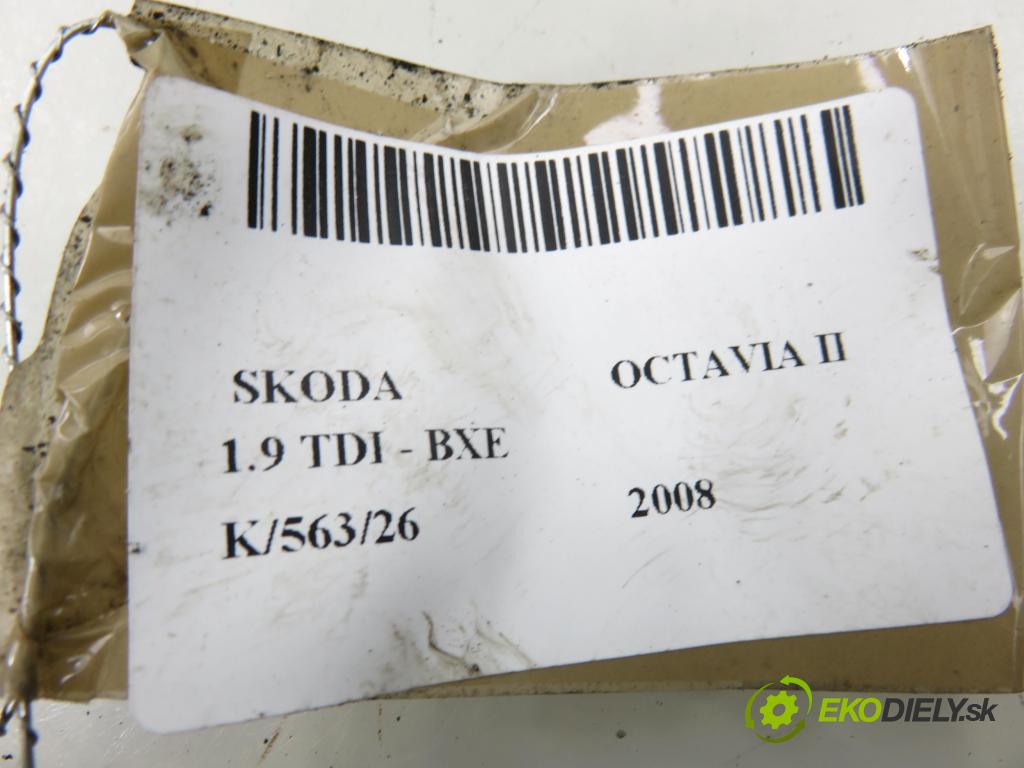 SKODA OCTAVIA II
1.9 TDI - BXE
K/563/26 2008
EKODIELY.sk